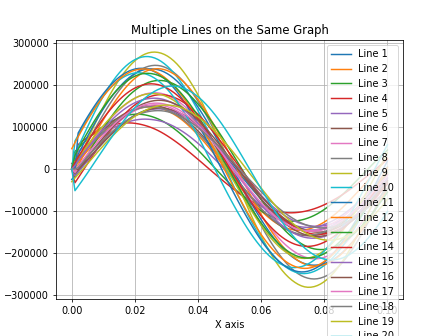 Multiple Lines on the Same Graph
300000
200000
100000
0
−100000
−200000
−300000
0.00
0.02
0.04
0.06
X axis
Line 1
Line 2
Line 3
Line 4
Line 5
Line 6
Line 7
Line 8
Line 9
Line 10
Line 11
Line 12
Line 13
Line 14
Line 15
Line 16
Line 17
Line 18
Line 19
Line 20